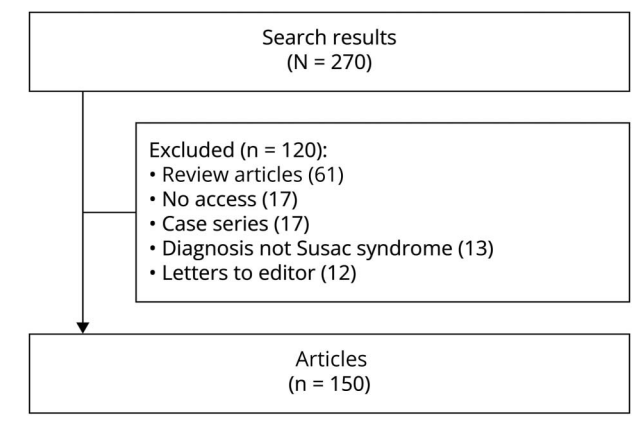 Search results
(N = 270)
Excluded (n = 120):
• Review articles (61)
• No access (17)
• Case series (17)
• Diagnosis not Susac syndrome (13)
• Letters to editor (12)
Articles
(n = 150)